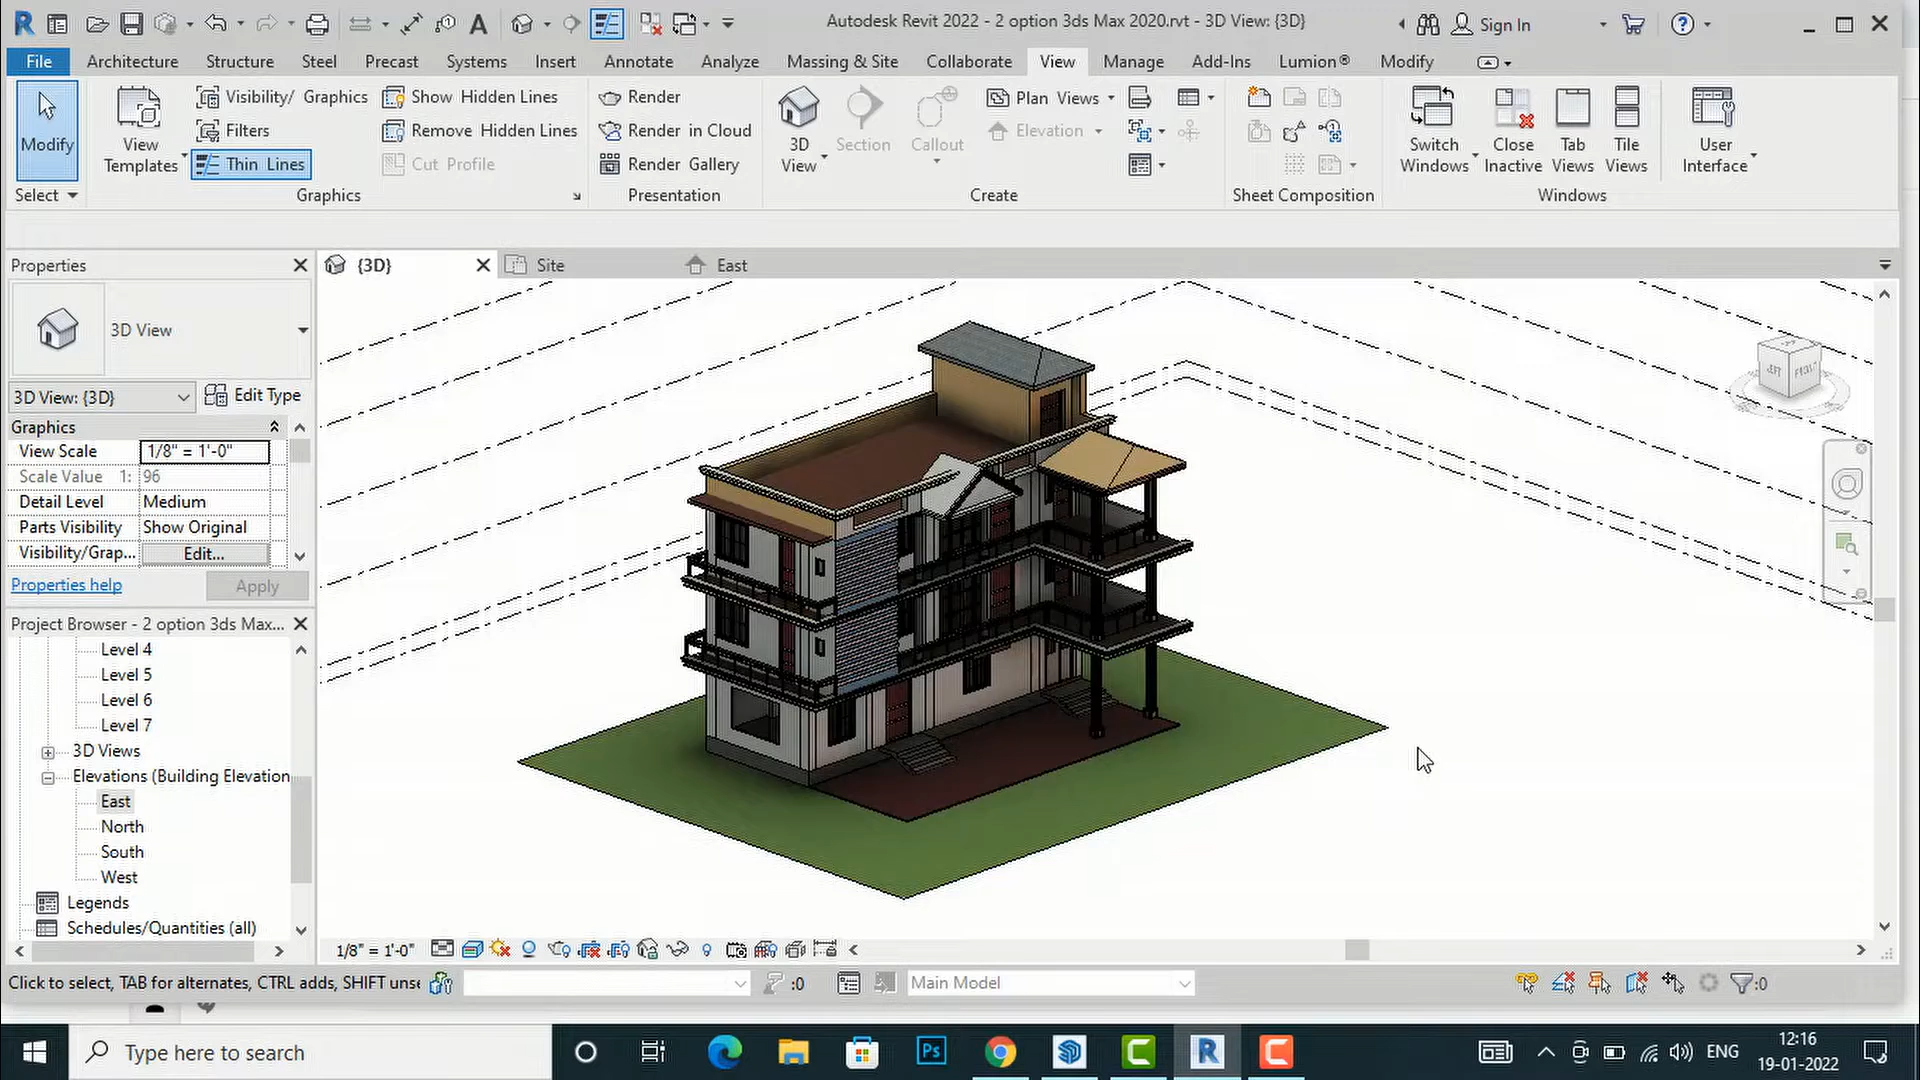 Autodesk Revit 2022 - 2 option 3ds Max 2020.rvt - 3D View: {3D}
Sign In
File Architecture Structure Steel Precast Systems Insert Annotate Analyze Massing & Site Collaborate View Manage Add-Ins Lumion® Modify
Modify
Select
View Templates
Visibility/ Graphics
Filters
Thin Lines
Show Hidden Lines
Remove Hidden Lines
Cut Profile
Graphics
Render
Render in Cloud
Render Gallery
Presentation
3D View
Section
Callout
Plan Views
Elevation
Create
Sheet Composition
Switch Windows
Close Inactive
Tab Views
Tile Views
Windows
User Interface
Properties
{3D}
Site
East
3D View
3D View: {3D}
Edit Type
Graphics
View Scale 1/8" = 1'-0"
Scale Value 1: 96
Detail Level Medium
Parts Visibility Show Original
Visibility/Grap... Edit...
Properties help
Apply
LEFT
FRONT
Project Browser - 2 option 3ds Max...
Level 4
Level 5
Level 6
Level 7
3D Views
Elevations (Building Elevation
East
North
South
West
Legends
Schedules/Quantities (all)
1/8" = 1'-0"
Click to select, TAB for alternates, CTRL adds, SHIFT unse
:0
Main Model
:0
Type here to search
Ps
ENG
12:16
19-01-2022